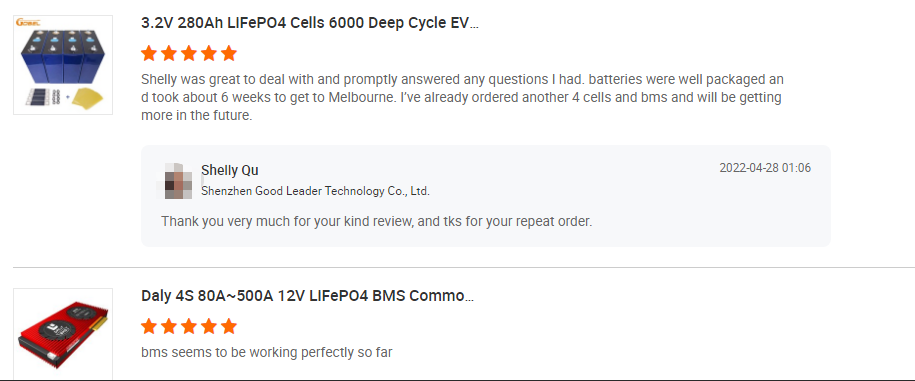 3.2V 280Ah LIFePO4 Cells 6000 Deep Cycle EV...
Shelly was great to deal with and promptly answered any questions I had. batteries were well packaged an
d took about 6 weeks to get to Melbourne. I've already ordered another 4 cells and bms and will be getting
more in the future.
Shelly Qu
2022-04-28 01:06
Shenzhen Good Leader Technology Co., Ltd.
Thank you very much for your kind review, and tks for your repeat order.
Daly 4S 80A~500A 12V LIFePO4 BMS Commo...
bms seems to be working perfectly so far